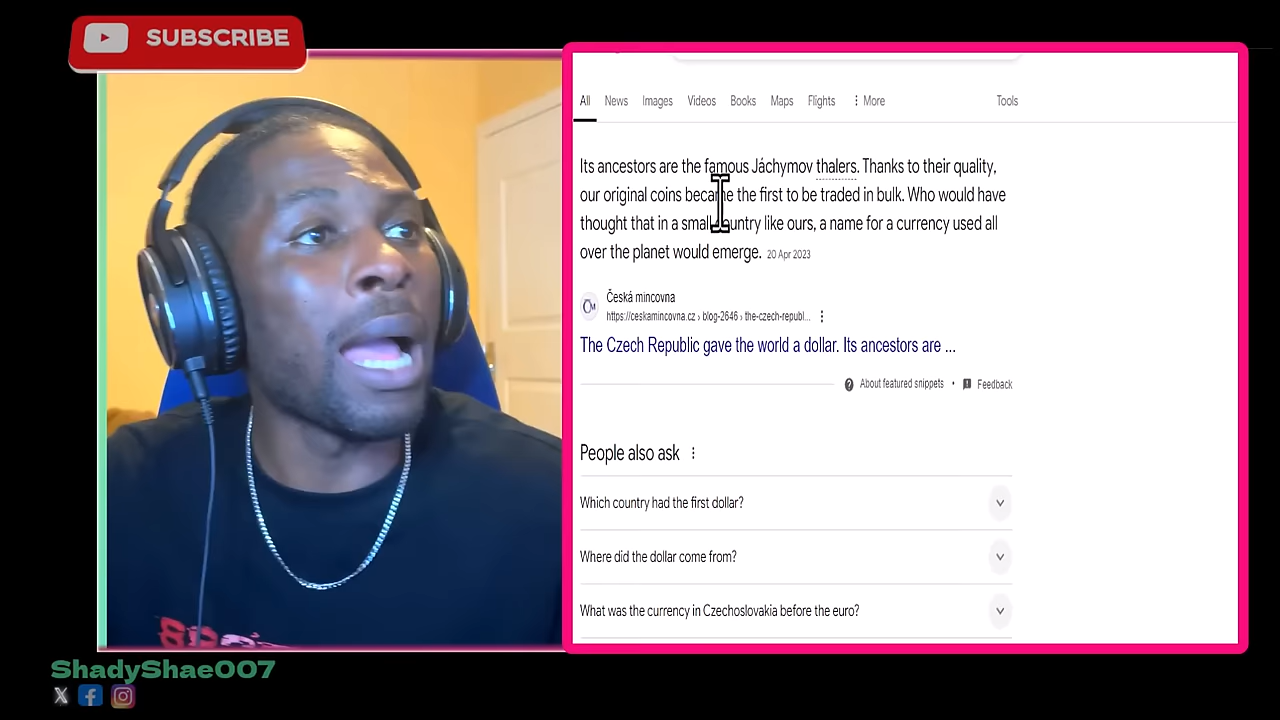 SUBSCRIBE
All News Images Videos Books Maps Flights More Tools
Its ancestors are the famous Jáchymov thalers. Thanks to their quality,
our original coins became the first to be traded in bulk. Who would have
thought that in a small country like ours, a name for a currency used all
over the planet would emerge. 20 Apr 2023
Česká mincovna
https://ceskamincovna.cz › blog-2646 › the-czech-republ...
The Czech Republic gave the world a dollar. Its ancestors are ...
About featured snippets • Feedback
People also ask
Which country had the first dollar?
Where did the dollar come from?
What was the currency in Czechoslovakia before the euro?
ShadyShae007